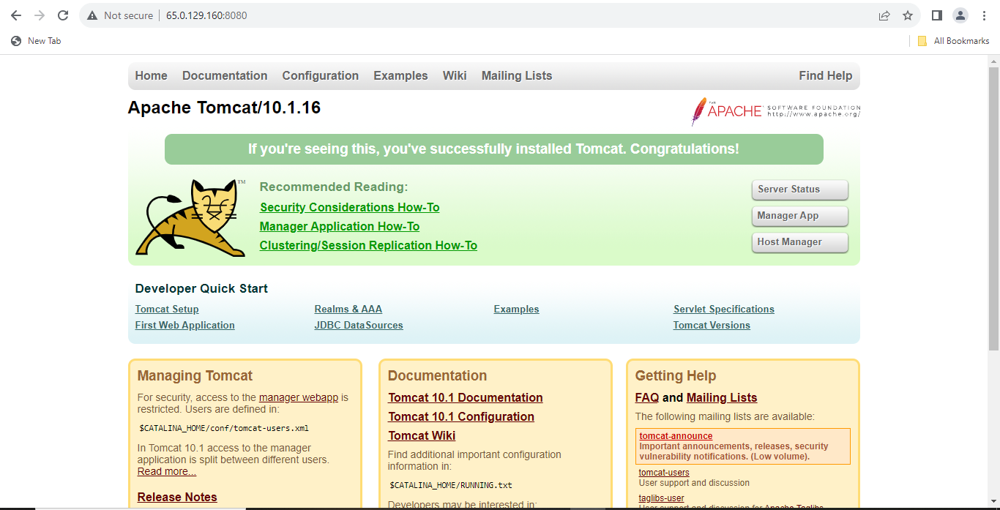 Not secure | 65.0.129.160:8080
New Tab
All Bookmarks
Home Documentation Configuration Examples Wiki Mailing Lists Find Help
Apache Tomcat/10.1.16
THE APACHE SOFTWARE FOUNDATION
http://www.apache.org/
If you're seeing this, you've successfully installed Tomcat. Congratulations!
TM
Recommended Reading:
Security Considerations How-To
Manager Application How-To
Clustering/Session Replication How-To
Server Status
Manager App
Host Manager
Developer Quick Start
Tomcat Setup
First Web Application
Realms & AAA
JDBC DataSources
Examples
Servlet Specifications
Tomcat Versions
Managing Tomcat
For security, access to the manager webapp is
restricted. Users are defined in:
$CATALINA_HOME/conf/tomcat-users.xml
In Tomcat 10.1 access to the manager
application is split between different users.
Read more...
Release Notes
Documentation
Tomcat 10.1 Documentation
Tomcat 10.1 Configuration
Tomcat Wiki
Find additional important configuration
information in:
$CATALINA_HOME/RUNNING.txt
Developers may be interested in:
Getting Help
FAQ and Mailing Lists
The following mailing lists are available:
tomcat-announce
Important announcements, releases, security
vulnerability notifications. (Low volume).
tomcat-users
User support and discussion
taglibs-user
User support and discussion for Apache Taglibs